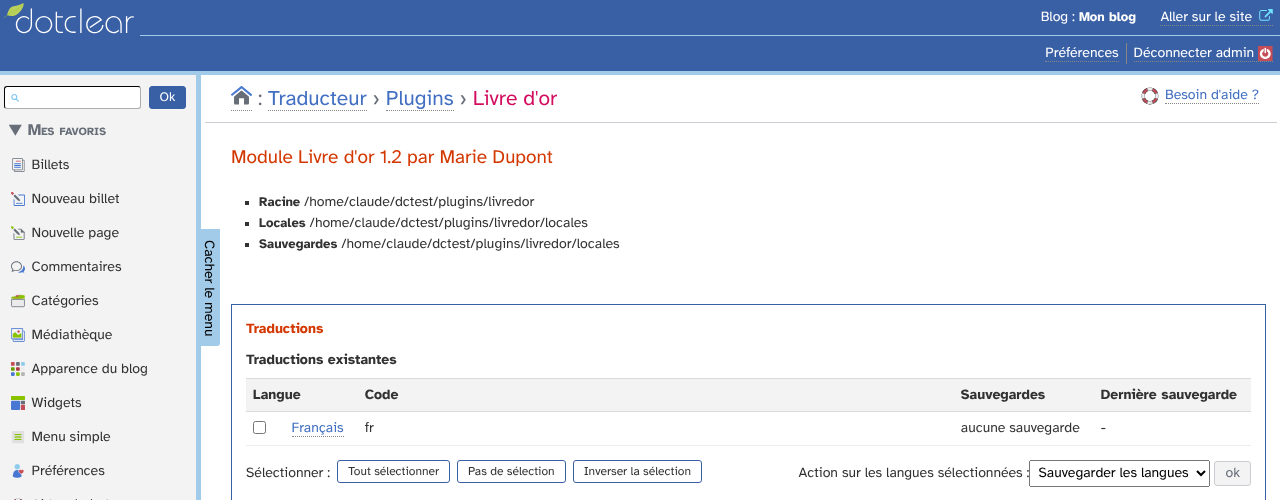 dotclear
Blog : Mon blog Aller sur le site
Préférences Déconnecter admin
Ok
: Traducteur › Plugins › Livre d'or
Besoin d'aide ?
Mes favoris
Billets
Nouveau billet
Nouvelle page
Commentaires
Catégories
Médiathèque
Apparence du blog
Widgets
Menu simple
Préférences
Cacher le menu
Module Livre d'or 1.2 par Marie Dupont
Racine /home/claude/dctest/plugins/livredor
Locales /home/claude/dctest/plugins/livredor/locales
Sauvegardes /home/claude/dctest/plugins/livredor/locales
Traductions
Traductions existantes
Langue Code Sauvegardes Dernière sauvegarde
Français fr aucune sauvegarde -
Sélectionner : Tout sélectionner Pas de sélection Inverser la sélection Action sur les langues sélectionnées : Sauvegarder les langues ok